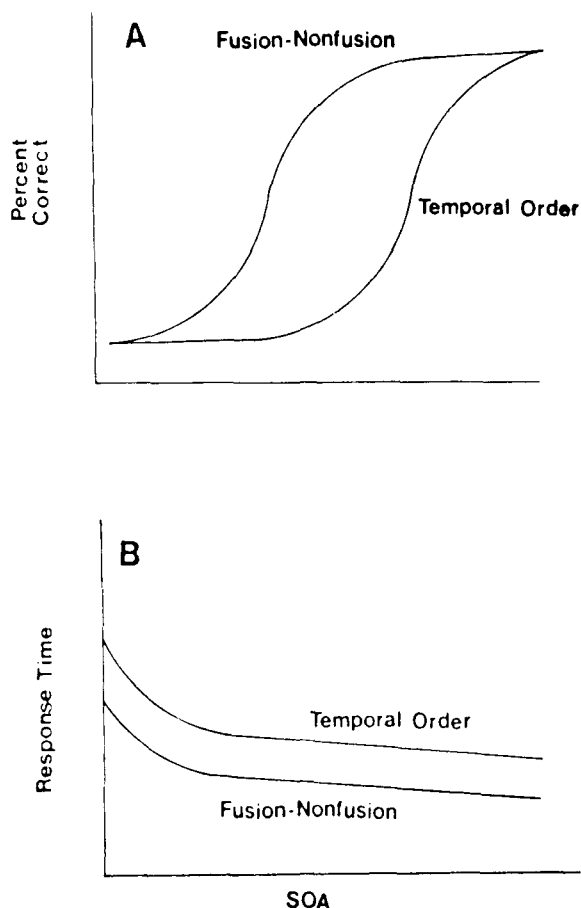 A
Fusion-Nonfusion
Percent
Correct
Temporal Order
B
Response Time
Temporal Order
Fusion-Nonfusion
SOA